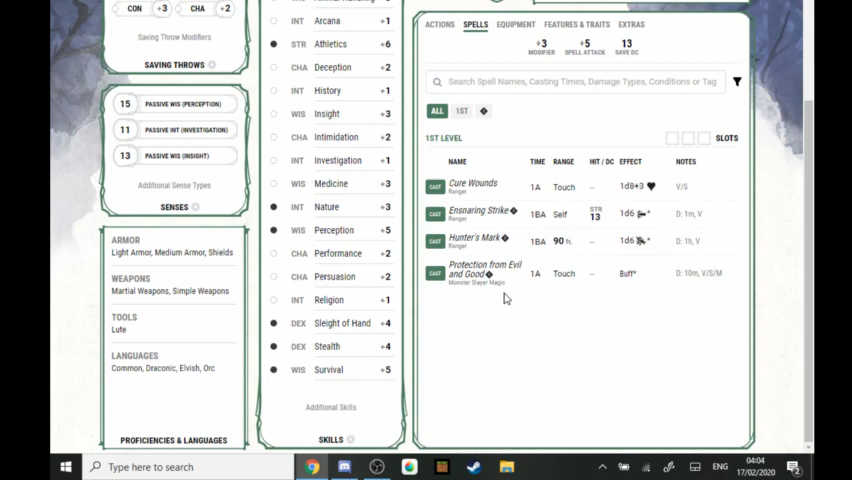 CON +3 CHA +2
Saving Throw Modifiers
SAVING THROWS
15 PASSIVE WIS (PERCEPTION)
11 PASSIVE INT (INVESTIGATION)
13 PASSIVE WIS (INSIGHT)
Additional Sense Types
SENSES
ARMOR
Light Armor, Medium Armor, Shields
WEAPONS
Martial Weapons, Simple Weapons
TOOLS
Lute
LANGUAGES
Common, Draconic, Elvish, Orc
PROFICIENCIES & LANGUAGES
INT Arcana +1
STR Athletics +6
CHA Deception +2
INT History +1
WIS Insight +3
CHA Intimidation +2
INT Investigation +1
WIS Medicine +3
INT Nature +3
WIS Perception +5
CHA Performance +2
CHA Persuasion +2
INT Religion +1
DEX Sleight of Hand +4
DEX Stealth +4
WIS Survival +5
Additional Skills
SKILLS
ACTIONS SPELLS EQUIPMENT FEATURES & TRAITS EXTRAS
+3 +5 13
MODIFIER SPELL ATTACK SAVE DC
Search Spell Names, Casting Times, Damage Types, Conditions or Tag
ALL 1ST
1ST LEVEL SLOTS
NAME TIME RANGE HIT / DC EFFECT NOTES
CAST Cure Wounds 1A Touch -- 1d8+3 V/S
Ranger
CAST Ensnaring Strike 1BA Self STR 13 1d6 * D: 1m, V
Ranger
CAST Hunter's Mark 1BA 90 ft. -- 1d6 * D: 1h, V
Ranger
CAST Protection from Evil and Good 1A Touch -- Buff* D: 10m, V/S/M
Monster Slayer Magic
Type here to search
ENG
04:04
17/02/2020
2